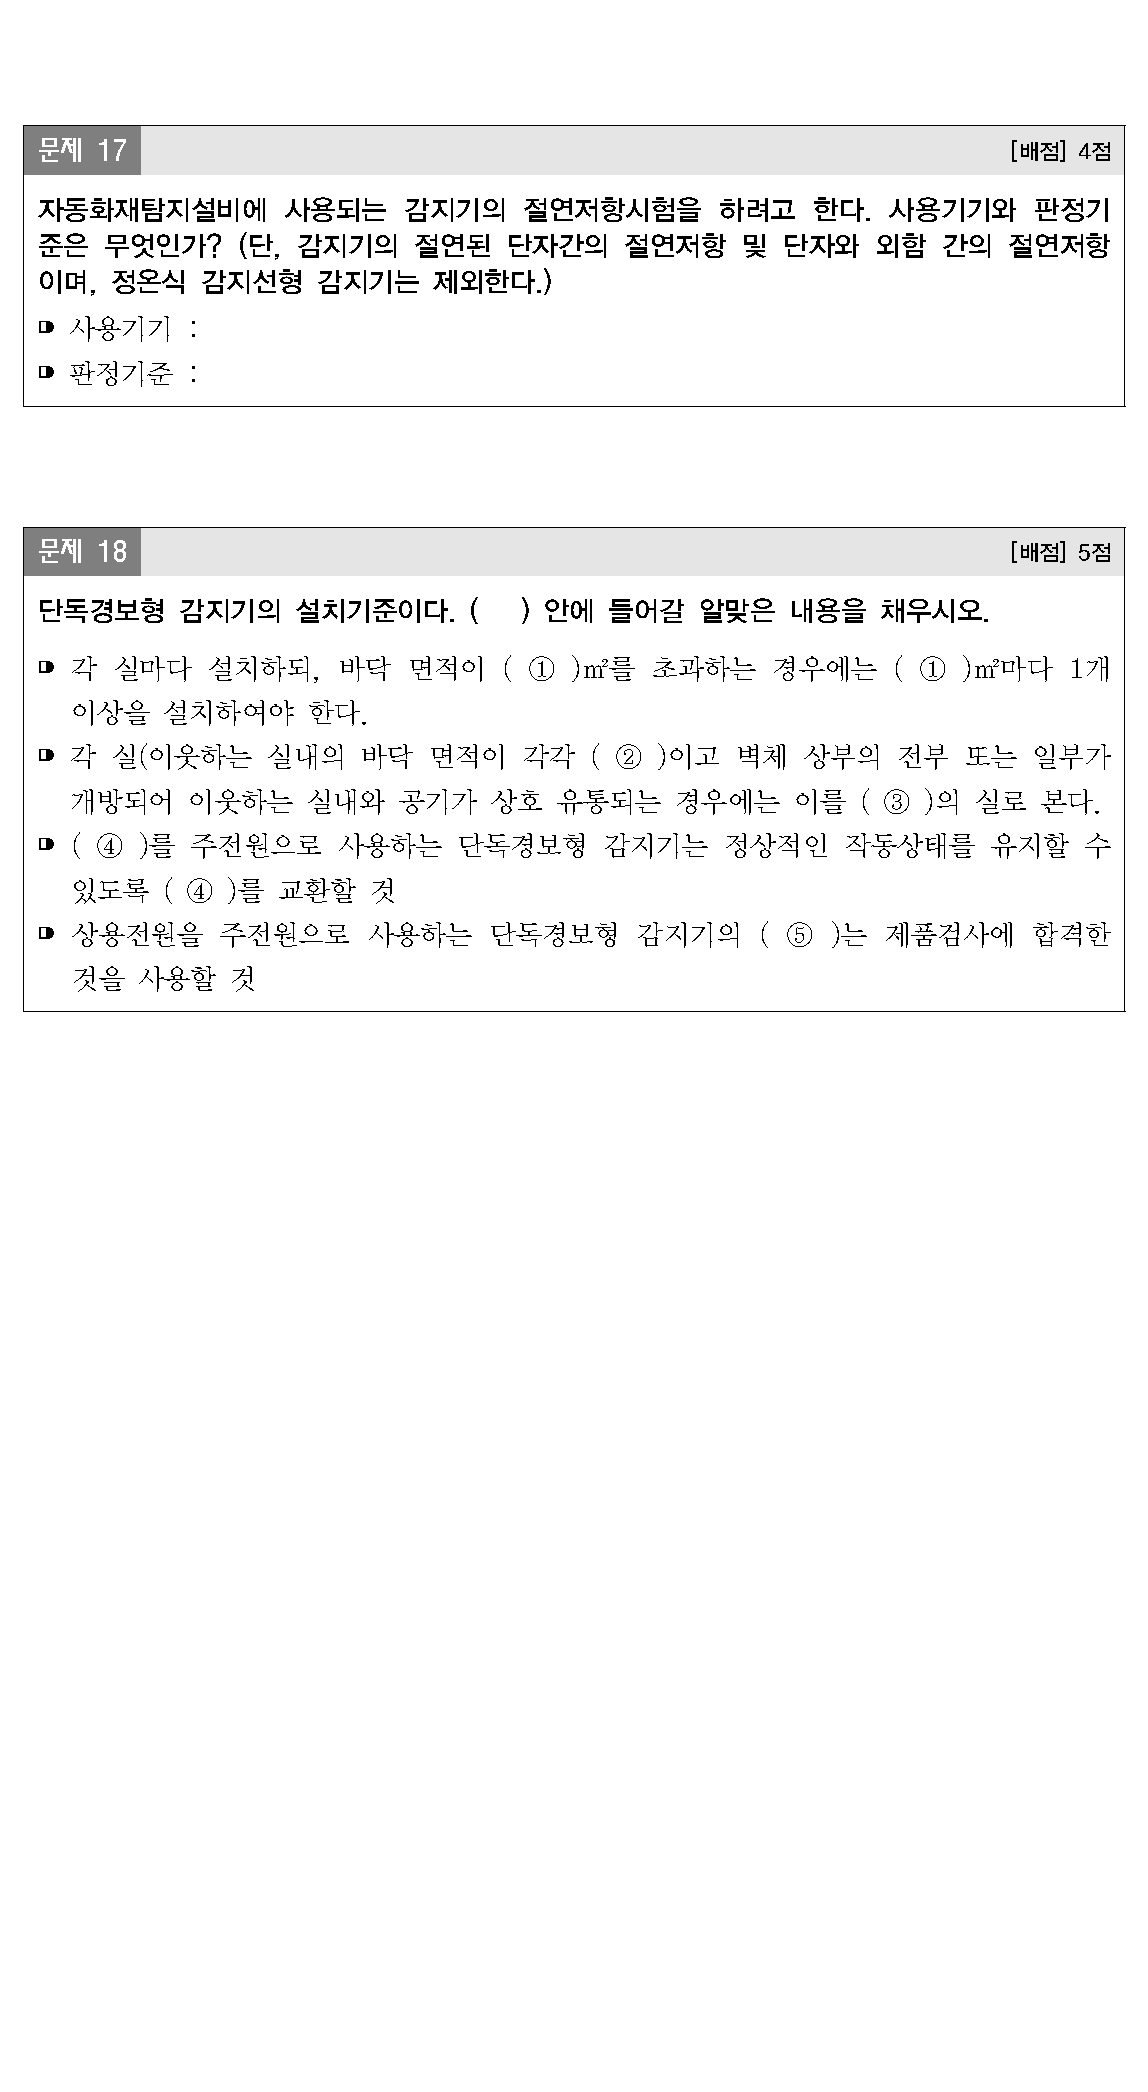 문제 17 [배점] 4점
자동화재탐지설비에 사용되는 감지기의 절연저항시험을 하려고 한다. 사용기기와 판정기
준은 무엇인가? (단, 감지기의 절연된 단자간의 절연저항 및 단자와 외함 간의 절연저항
이며, 정온식 감지선형 감지기는 제외한다.)
사용기기 :
판정기준 :
문제 18 [배점] 5점
단독경보형 감지기의 설치기준이다. ( ) 안에 들어갈 알맞은 내용을 채우시오.
각 실마다 설치하되, 바닥 면적이 ( ① )㎡를 초과하는 경우에는 ( ① )㎡마다 1개
이상을 설치하여야 한다.
각 실(이웃하는 실내의 바닥 면적이 각각 ( ② )이고 벽체 상부의 전부 또는 일부가
개방되어 이웃하는 실내와 공기가 상호 유통되는 경우에는 이를 ( ③ )의 실로 본다.
( ④ )를 주전원으로 사용하는 단독경보형 감지기는 정상적인 작동상태를 유지할 수
있도록 ( ④ )를 교환할 것
상용전원을 주전원으로 사용하는 단독경보형 감지기의 ( ⑤ )는 제품검사에 합격한
것을 사용할 것